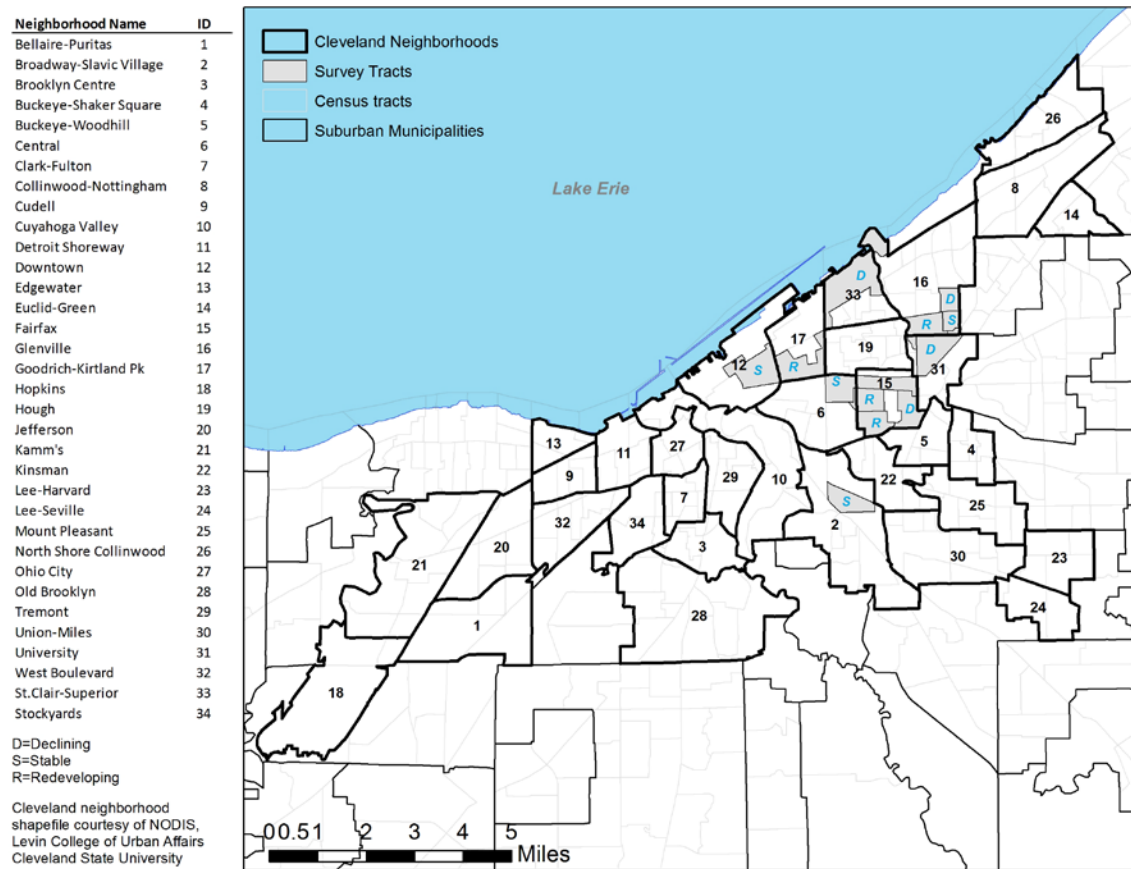 Neighborhood Name ID
Bellaire-Puritas 1
Broadway-Slavic Village 2
Brooklyn Centre 3
Buckeye-Shaker Square 4
Buckeye-Woodhill 5
Central 6
Clark-Fulton 7
Collinwood-Nottingham 8
Cudell 9
Cuyahoga Valley 10
Detroit Shoreway 11
Downtown 12
Edgewater 13
Euclid-Green 14
Fairfax 15
Glenville 16
Goodrich-Kirtland Pk 17
Hopkins 18
Hough 19
Jefferson 20
Kamm's 21
Kinsman 22
Lee-Harvard 23
Lee-Seville 24
Mount Pleasant 25
North Shore Collinwood 26
Ohio City 27
Old Brooklyn 28
Tremont 29
Union-Miles 30
University 31
West Boulevard 32
St.Clair-Superior 33
Stockyards 34
D=Declining
S=Stable
R=Redeveloping
Cleveland neighborhood
shapefile courtesy of NODIS,
Levin College of Urban Affairs
Cleveland State University
Cleveland Neighborhoods
Survey Tracts
Census tracts
Suburban Municipalities
Lake Erie
26
8
14
D
16
33
D
R S
17
19
D
12 S R
31
S 15
R
D
6
R
13
11
27
5
4
9
29
10
22
7
S
25
32
34
2
20
3
30
23
21
24
28
1
18
0 0.5 1 2 3 4 5
Miles